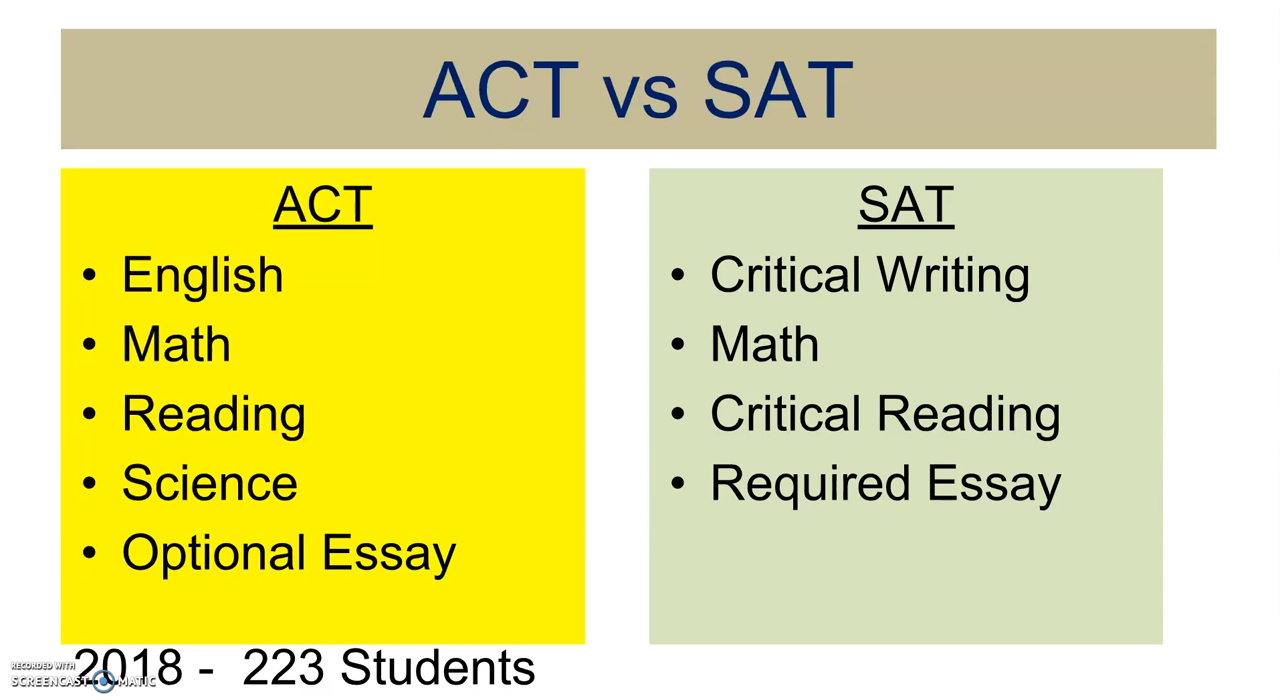 ACT vs SAT
ACT
• English
• Math
• Reading
• Science
• Optional Essay
SAT
• Critical Writing
• Math
• Critical Reading
• Required Essay
2018 - 223 Students
RECORDED WITH
SCREENCAST MATIC